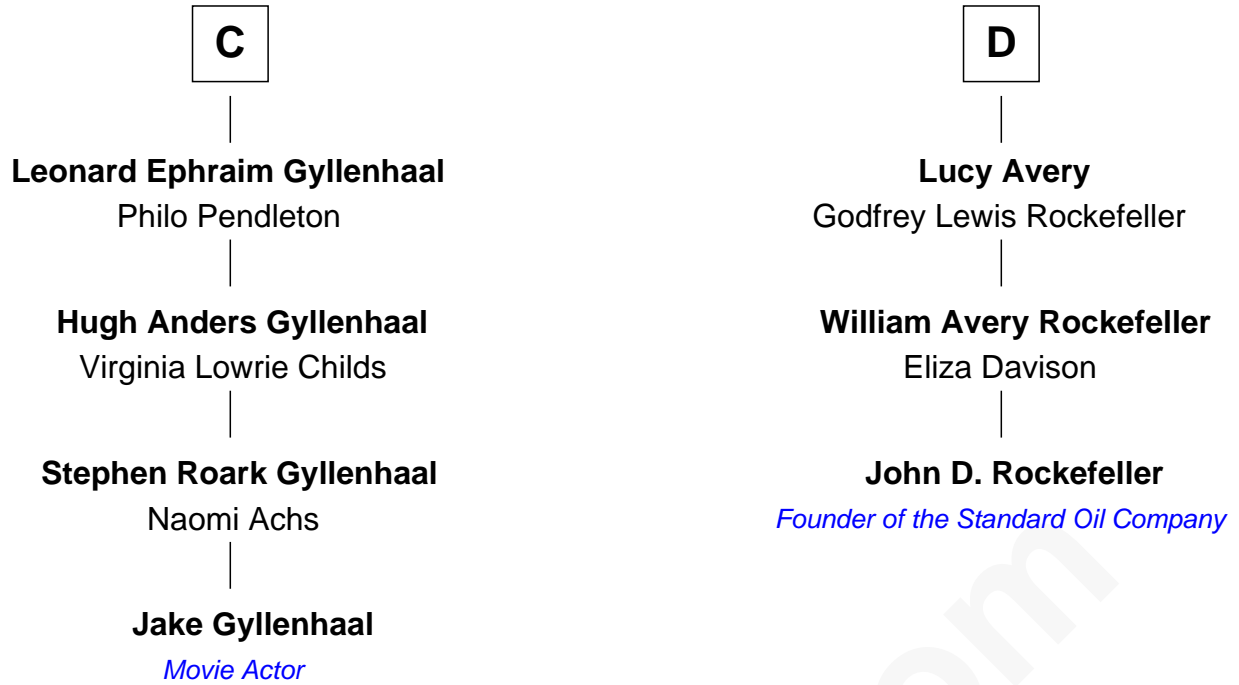 C
Leonard Ephraim Gyllenhaal
Philo Pendleton
Hugh Anders Gyllenhaal
Virginia Lowrie Childs
Stephen Roark Gyllenhaal
Naomi Achs
Jake Gyllenhaal
Movie Actor
D
Lucy Avery
Godfrey Lewis Rockefeller
William Avery Rockefeller
Eliza Davison
John D. Rockefeller
Founder of the Standard Oil Company
om